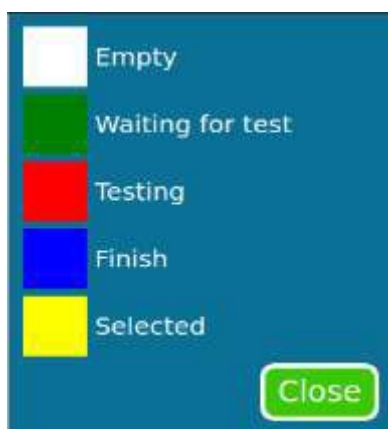 Empty
Waiting for test
Testing
Finish
Selected
Close